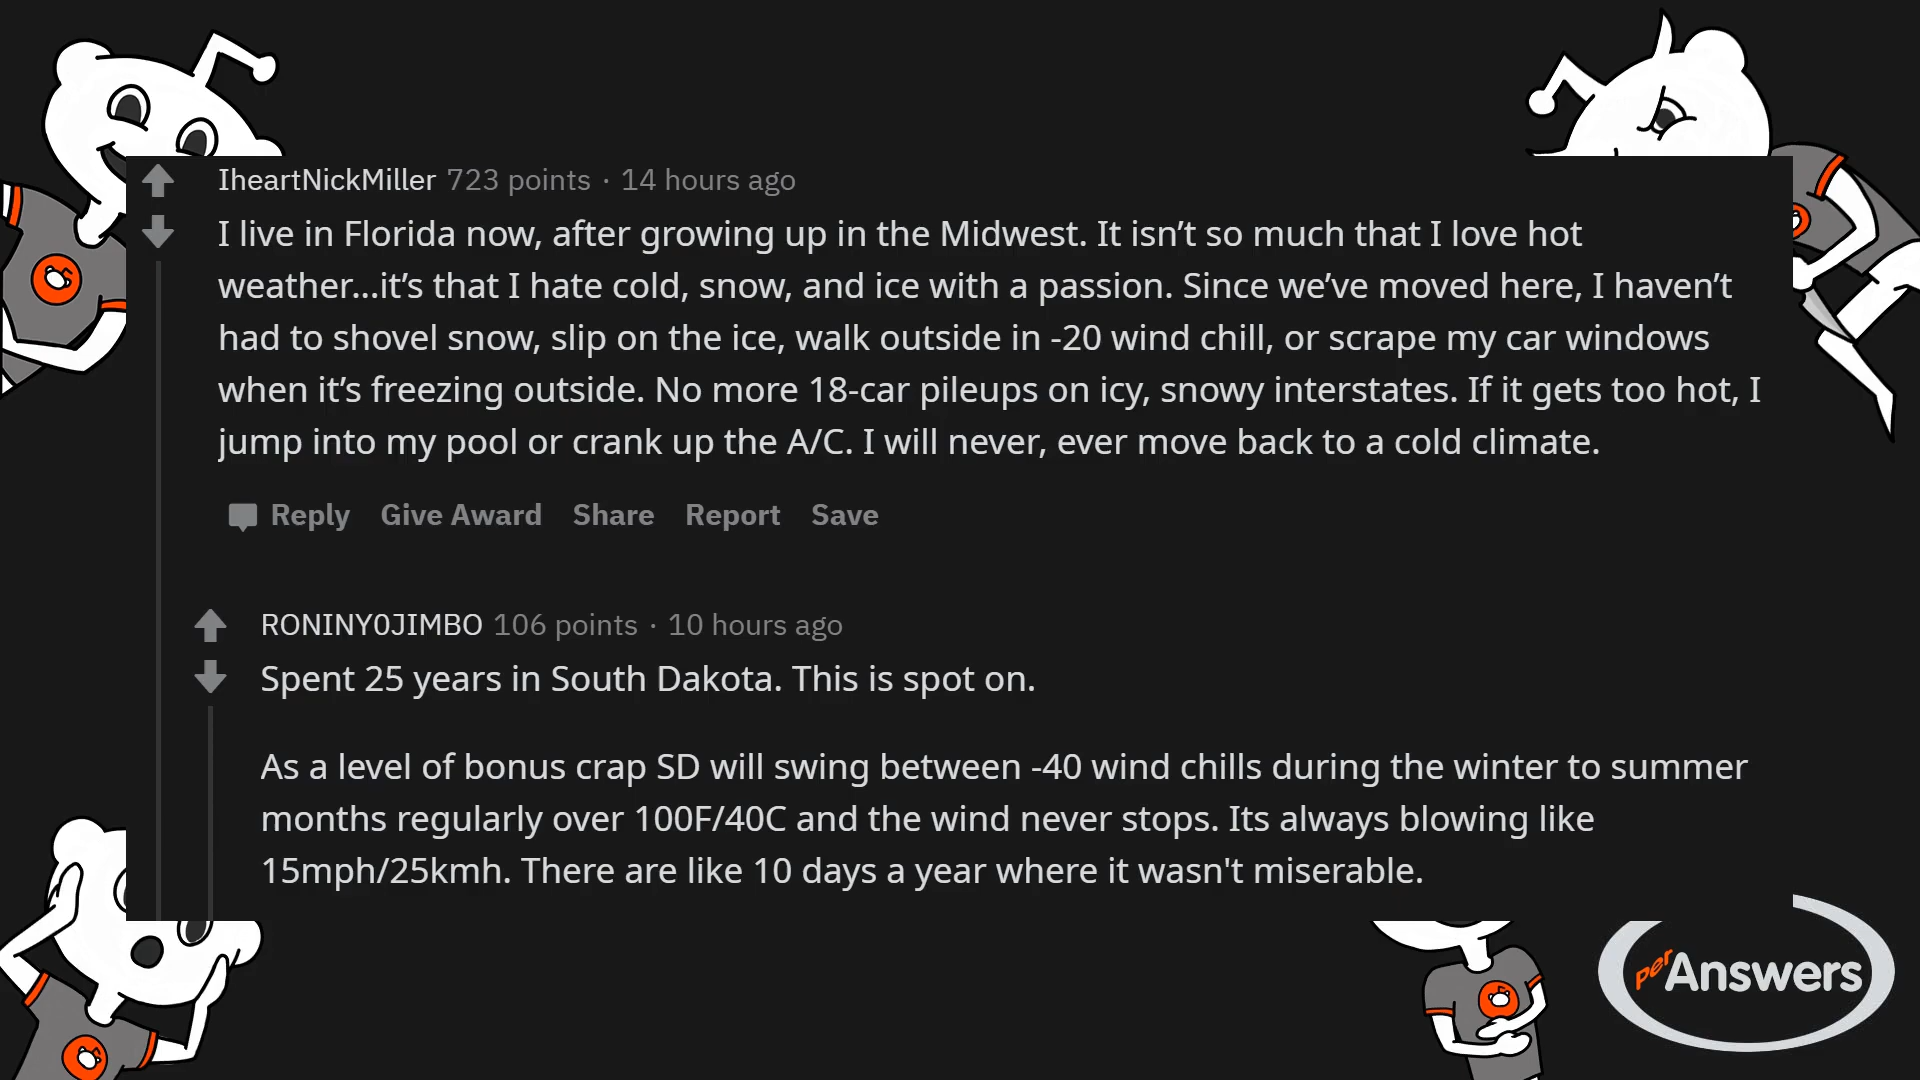 IheartNickMiller 723 points · 14 hours ago
I live in Florida now, after growing up in the Midwest. It isn’t so much that I love hot
weather...it’s that I hate cold, snow, and ice with a passion. Since we’ve moved here, I haven’t
had to shovel snow, slip on the ice, walk outside in -20 wind chill, or scrape my car windows
when it’s freezing outside. No more 18-car pileups on icy, snowy interstates. If it gets too hot, I
jump into my pool or crank up the A/C. I will never, ever move back to a cold climate.
Reply Give Award Share Report Save
RONINY0JIMBO 106 points · 10 hours ago
Spent 25 years in South Dakota. This is spot on.
As a level of bonus crap SD will swing between -40 wind chills during the winter to summer
months regularly over 100F/40C and the wind never stops. Its always blowing like
15mph/25kmh. There are like 10 days a year where it wasn't miserable.
perAnswers